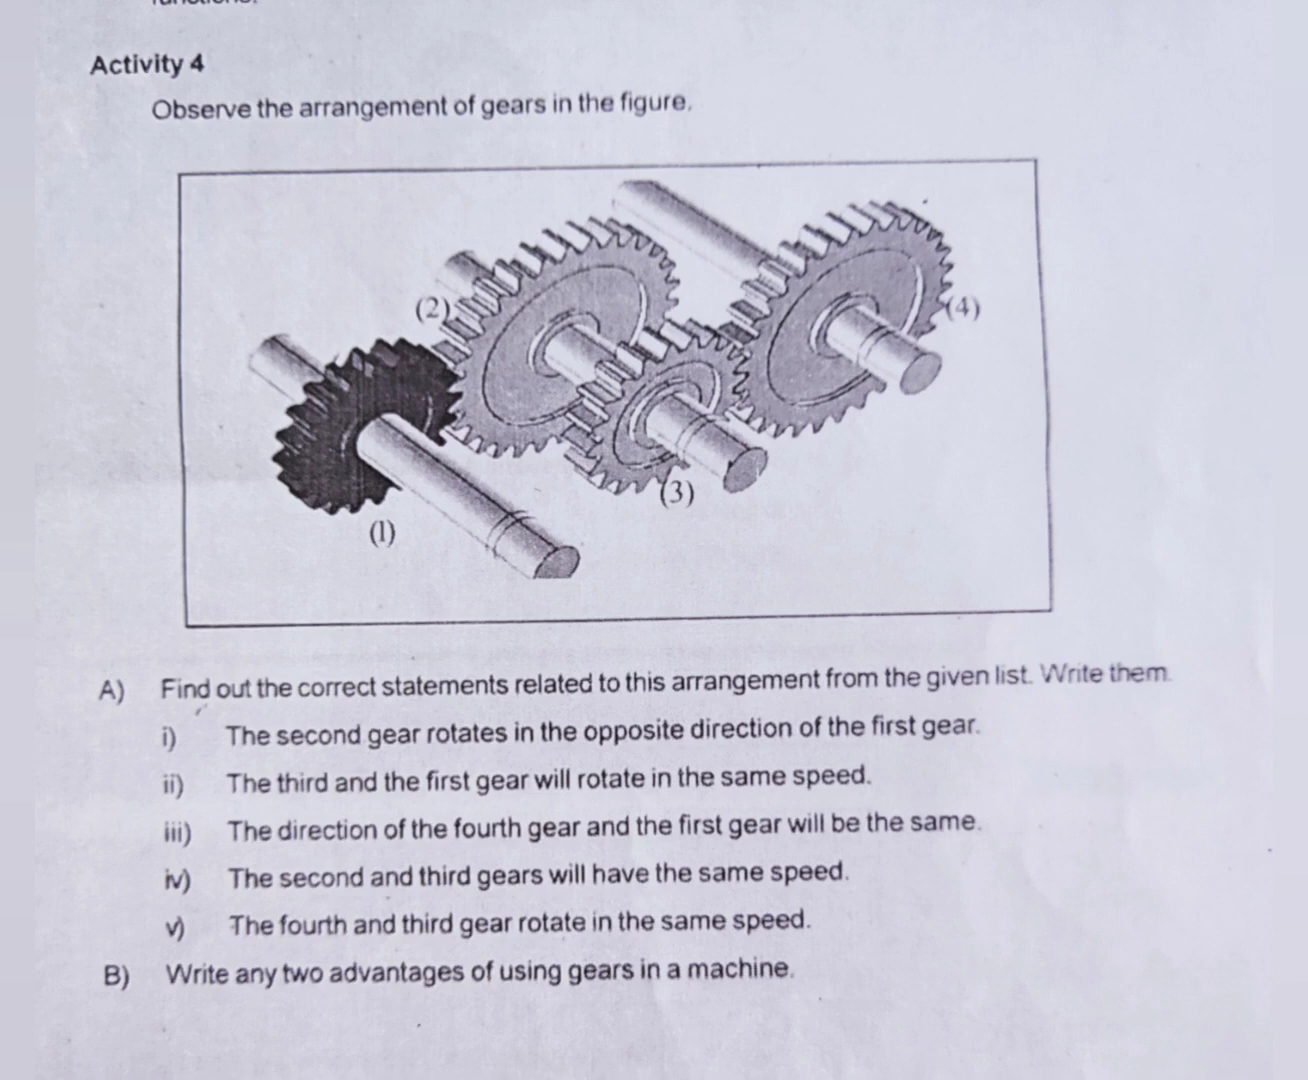 Activity 4
Observe the arrangement of gears in the figure.
(2)
(4)
(3)
(1)
A) Find out the correct statements related to this arrangement from the given list. Write them.
i) The second gear rotates in the opposite direction of the first gear.
ii) The third and the first gear will rotate in the same speed.
iii) The direction of the fourth gear and the first gear will be the same.
iv) The second and third gears will have the same speed.
v) The fourth and third gear rotate in the same speed.
B) Write any two advantages of using gears in a machine.